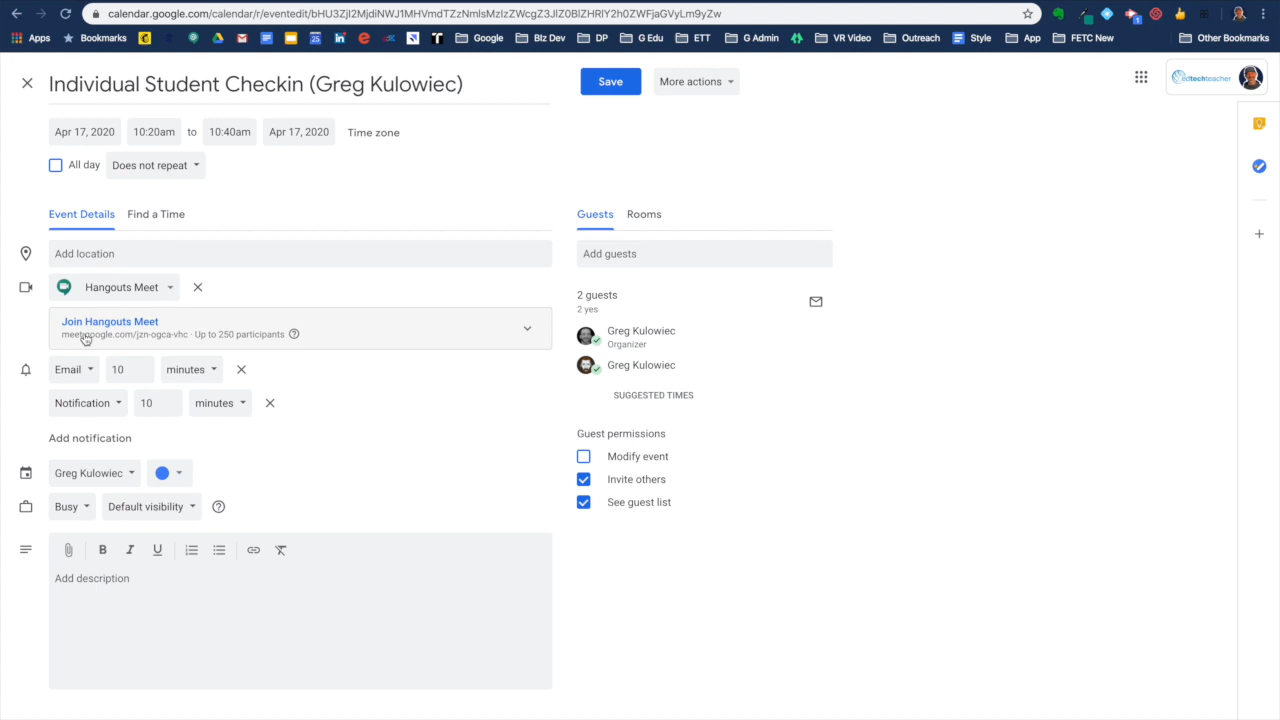 calendar.google.com/calendar/r/eventedit/bHU3ZjI2MjdiNWJ1MHVmdTZzNmlsMzIzZWcgZ3JlZ0BlZHRlY2h0ZWFjaGVyLm9yZw
Apps Bookmarks Google Biz Dev DP G Edu ETT G Admin VR Video Outreach Style App FETC New Other Bookmarks
Individual Student Checkin (Greg Kulowiec) Save More actions
edtechteacher
Apr 17, 2020 10:20am to 10:40am Apr 17, 2020 Time zone
All day Does not repeat
Event Details Find a Time
Guests Rooms
Add location
Add guests
Hangouts Meet
2 guests
2 yes
Join Hangouts Meet
meet.google.com/jzn-ogca-vhc · Up to 250 participants
Greg Kulowiec
Organizer
Greg Kulowiec
Email 10 minutes
SUGGESTED TIMES
Notification 10 minutes
Add notification
Guest permissions
Modify event
Invite others
See guest list
Greg Kulowiec
Busy Default visibility
B I U
Add description